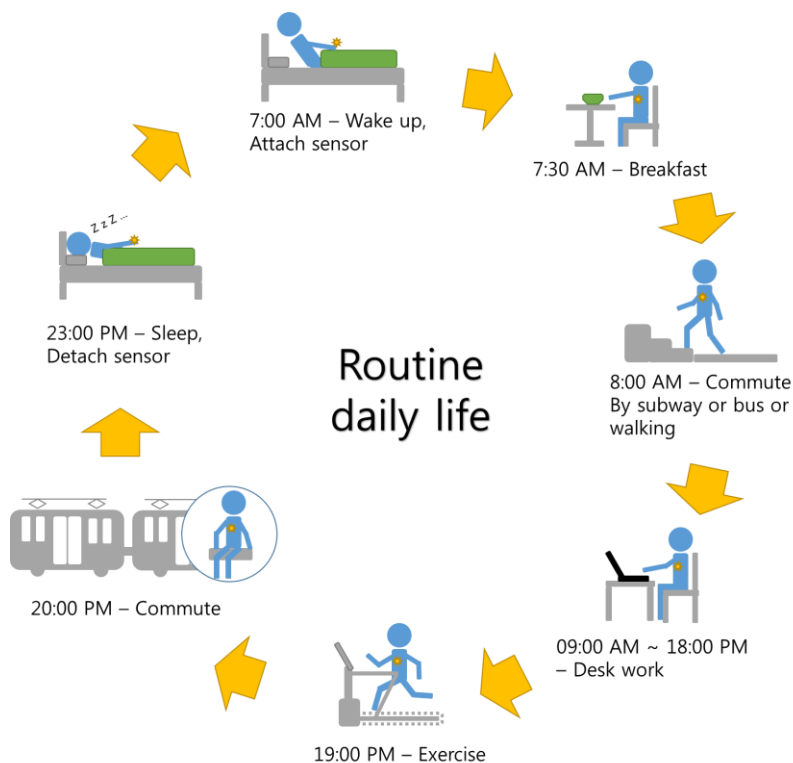 7:00 AM – Wake up,
Attach sensor
7:30 AM – Breakfast
8:00 AM – Commute
By subway or bus or
walking
09:00 AM ~ 18:00 PM
– Desk work
19:00 PM – Exercise
20:00 PM – Commute
23:00 PM – Sleep,
Detach sensor
z z z ...
Routine
daily life